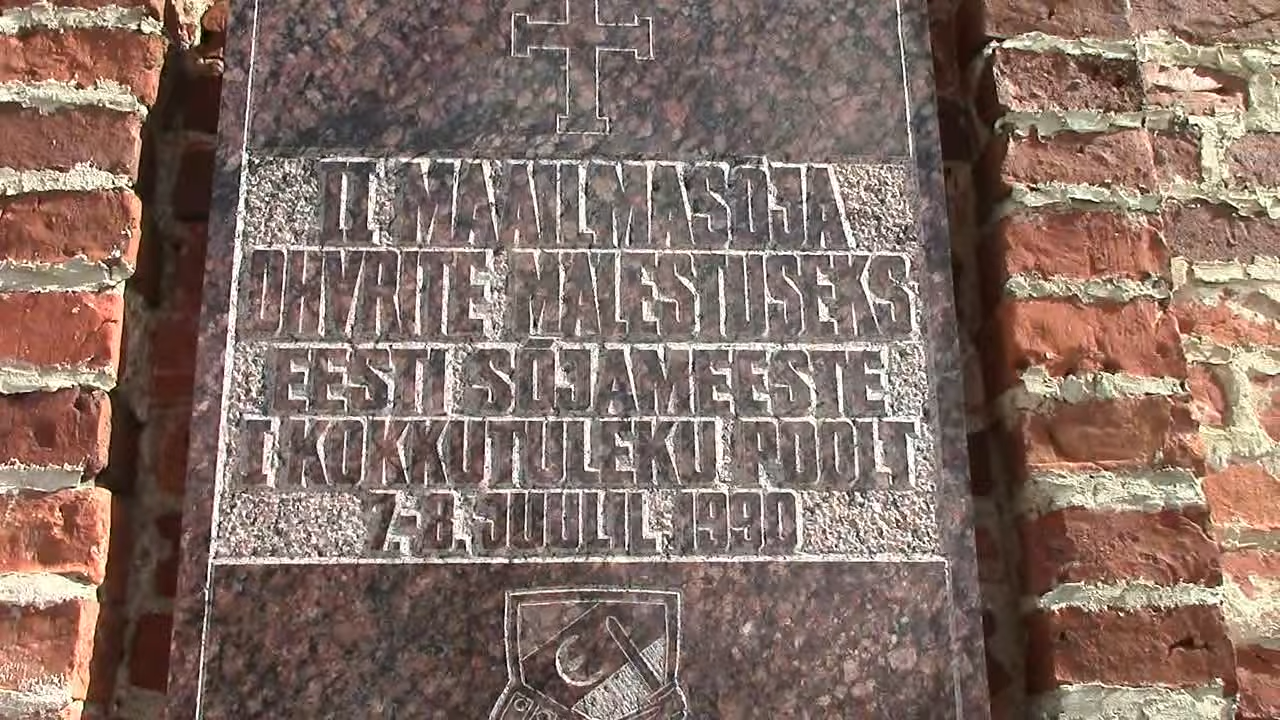 II MAAILMASÕJA
OHVRITE MÄLESTUSEKS
EESTI SÕJAMEESTE
I KOKKUTULEKU POOLT
7.-8. JUULIL 1990
E